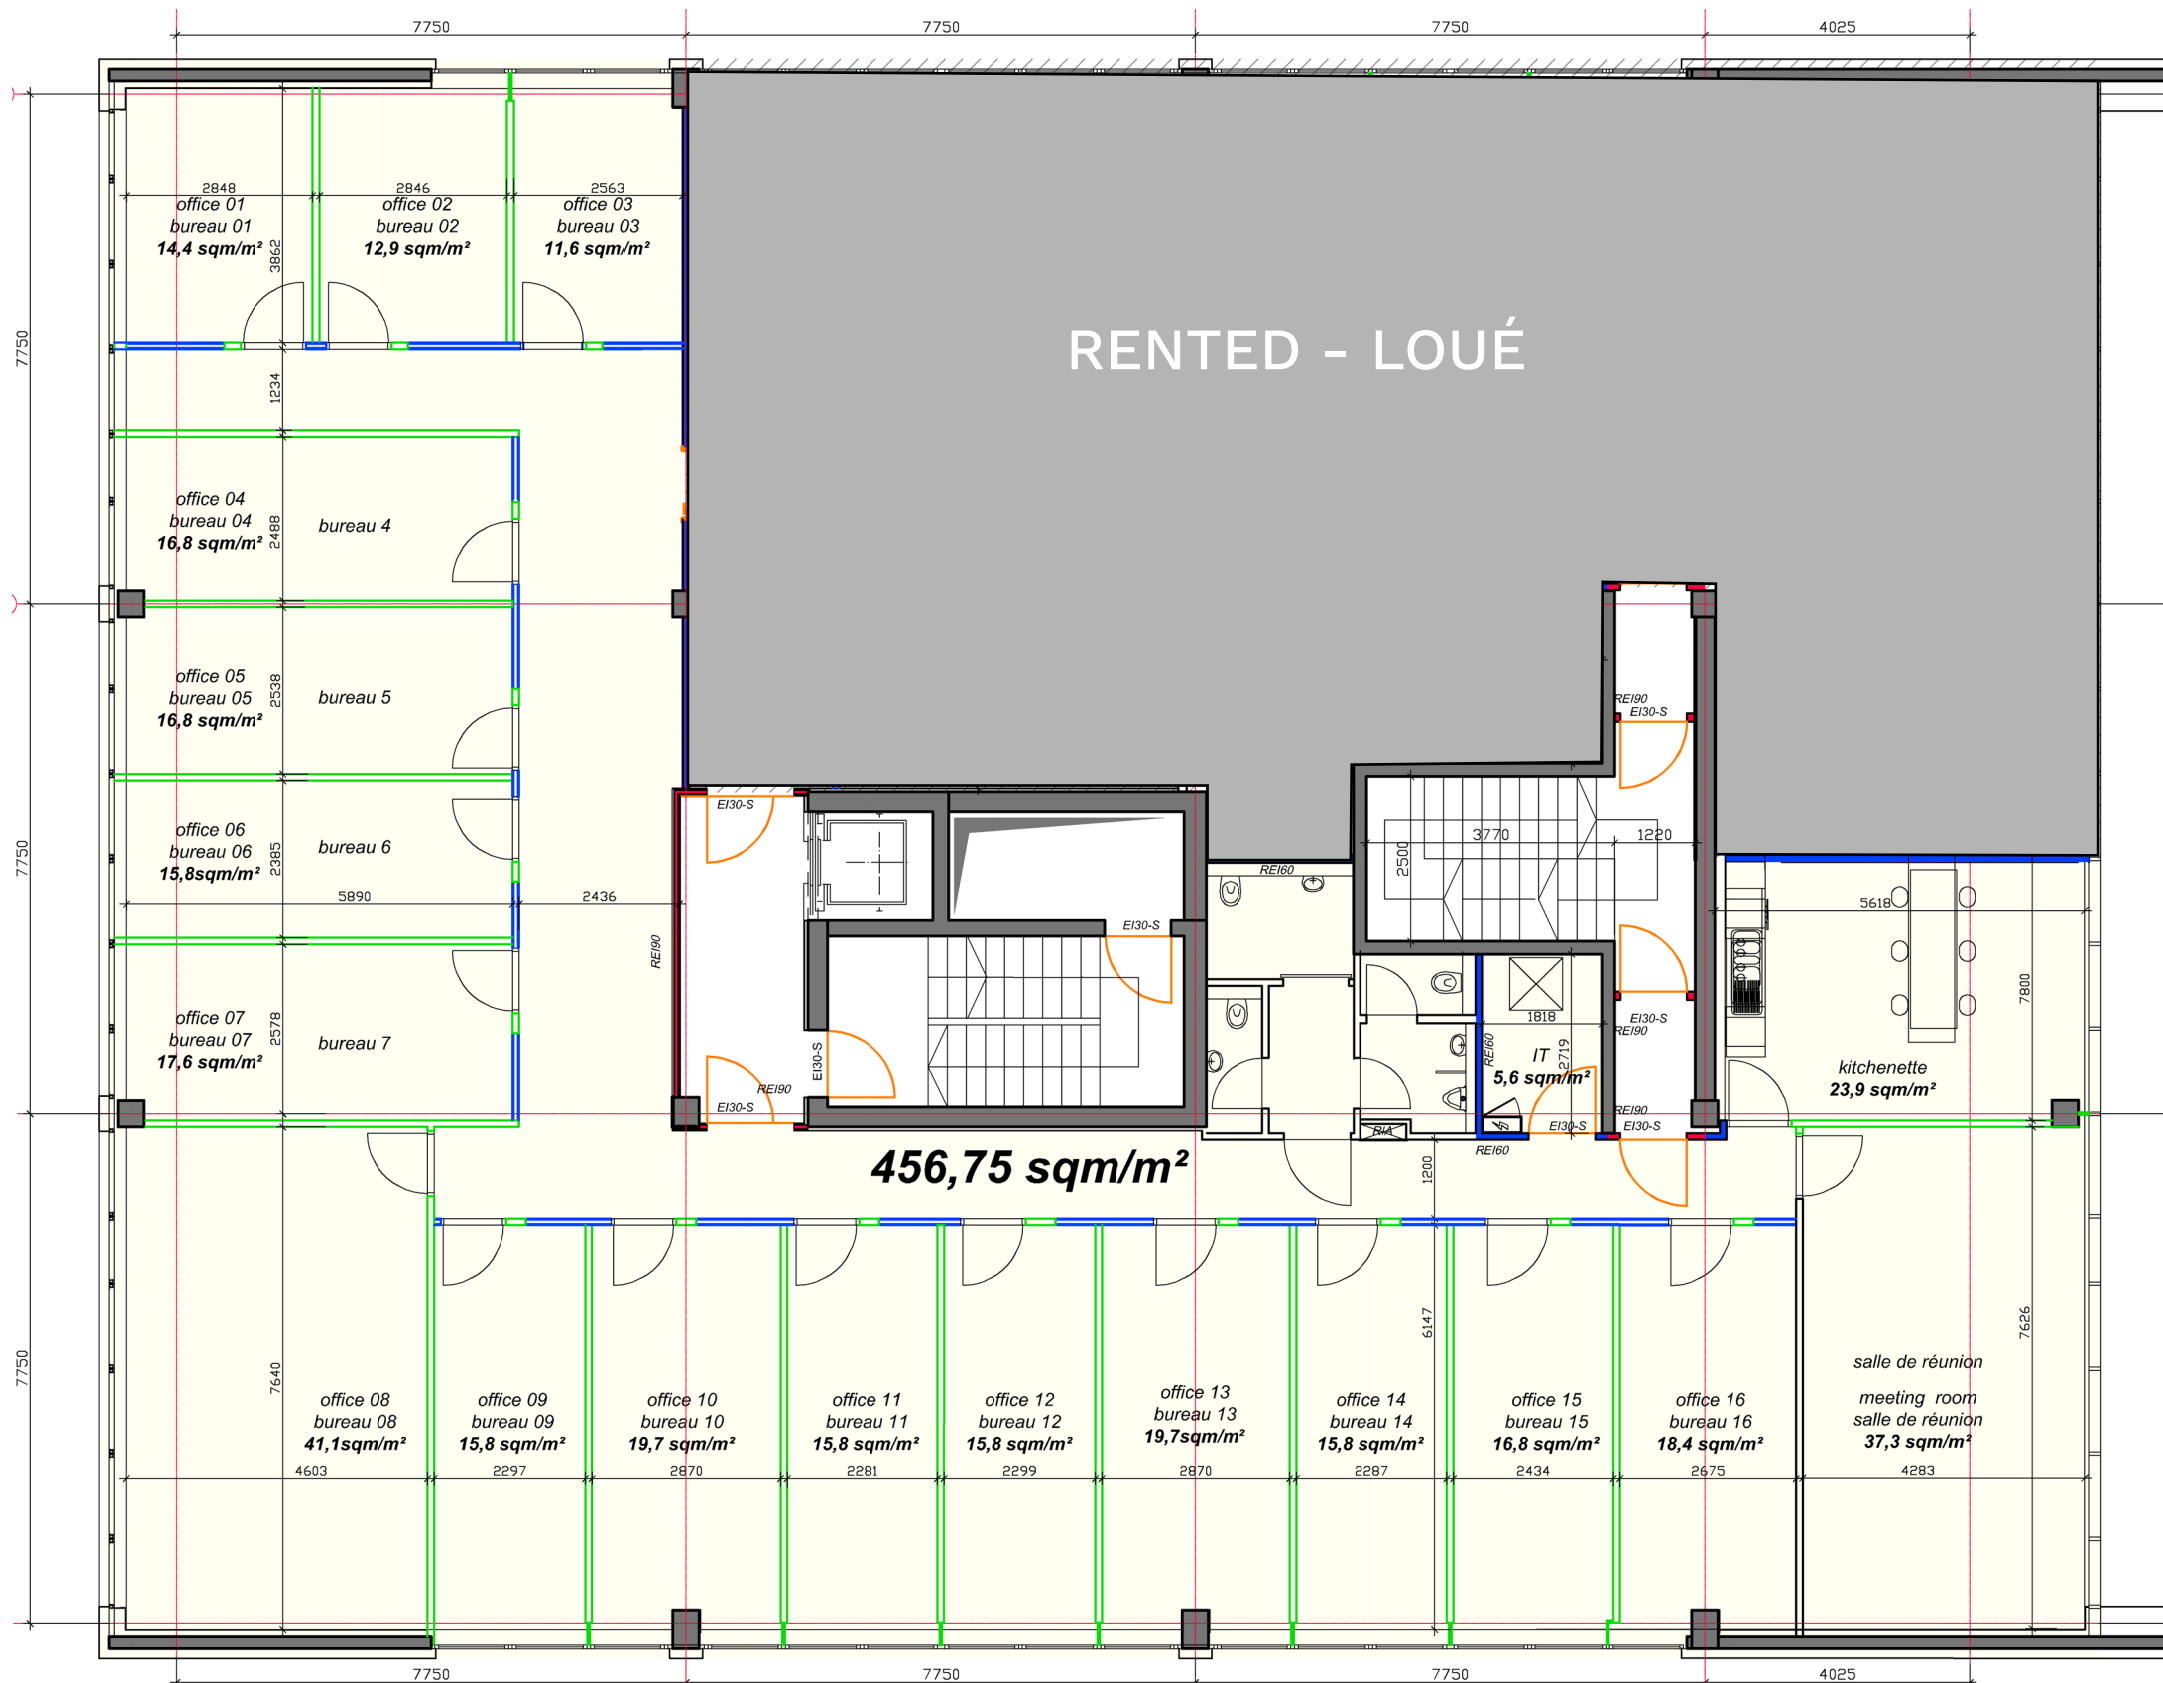 7750
7750
7750
4025
7750
7750
7750
2848
office 01
bureau 01
14,4 sqm/m²
2846
office 02
bureau 02
12,9 sqm/m²
2563
office 03
bureau 03
11,6 sqm/m²
3862
1234
RENTED - LOUÉ
office 04
bureau 04
16,8 sqm/m²
2488
bureau 4
office 05
bureau 05
16,8 sqm/m²
2538
bureau 5
office 06
bureau 06
15,8sqm/m²
2385
bureau 6
5890
2436
office 07
bureau 07
17,6 sqm/m²
2578
bureau 7
REI90
EI30-S
EI30-S
EI30-S
REI90
EI30-S
REI60
2500
3770
1220
REI90
EI30-S
EI30-S
REI90
1818
REI60
IT
5,6 sqm/m²
2719
REI90
EI30-S
EI30-S
RIA
REI60
5618
7800
kitchenette
23,9 sqm/m²
456,75 sqm/m²
1200
6147
7626
7640
office 08
bureau 08
41,1sqm/m²
4603
office 09
bureau 09
15,8 sqm/m²
2297
office 10
bureau 10
19,7 sqm/m²
2870
office 11
bureau 11
15,8 sqm/m²
2281
office 12
bureau 12
15,8 sqm/m²
2299
office 13
bureau 13
19,7sqm/m²
2870
office 14
bureau 14
15,8 sqm/m²
2287
office 15
bureau 15
16,8 sqm/m²
2434
office 16
bureau 16
18,4 sqm/m²
2675
salle de réunion
meeting room
salle de réunion
37,3 sqm/m²
4283
7750
7750
7750
4025